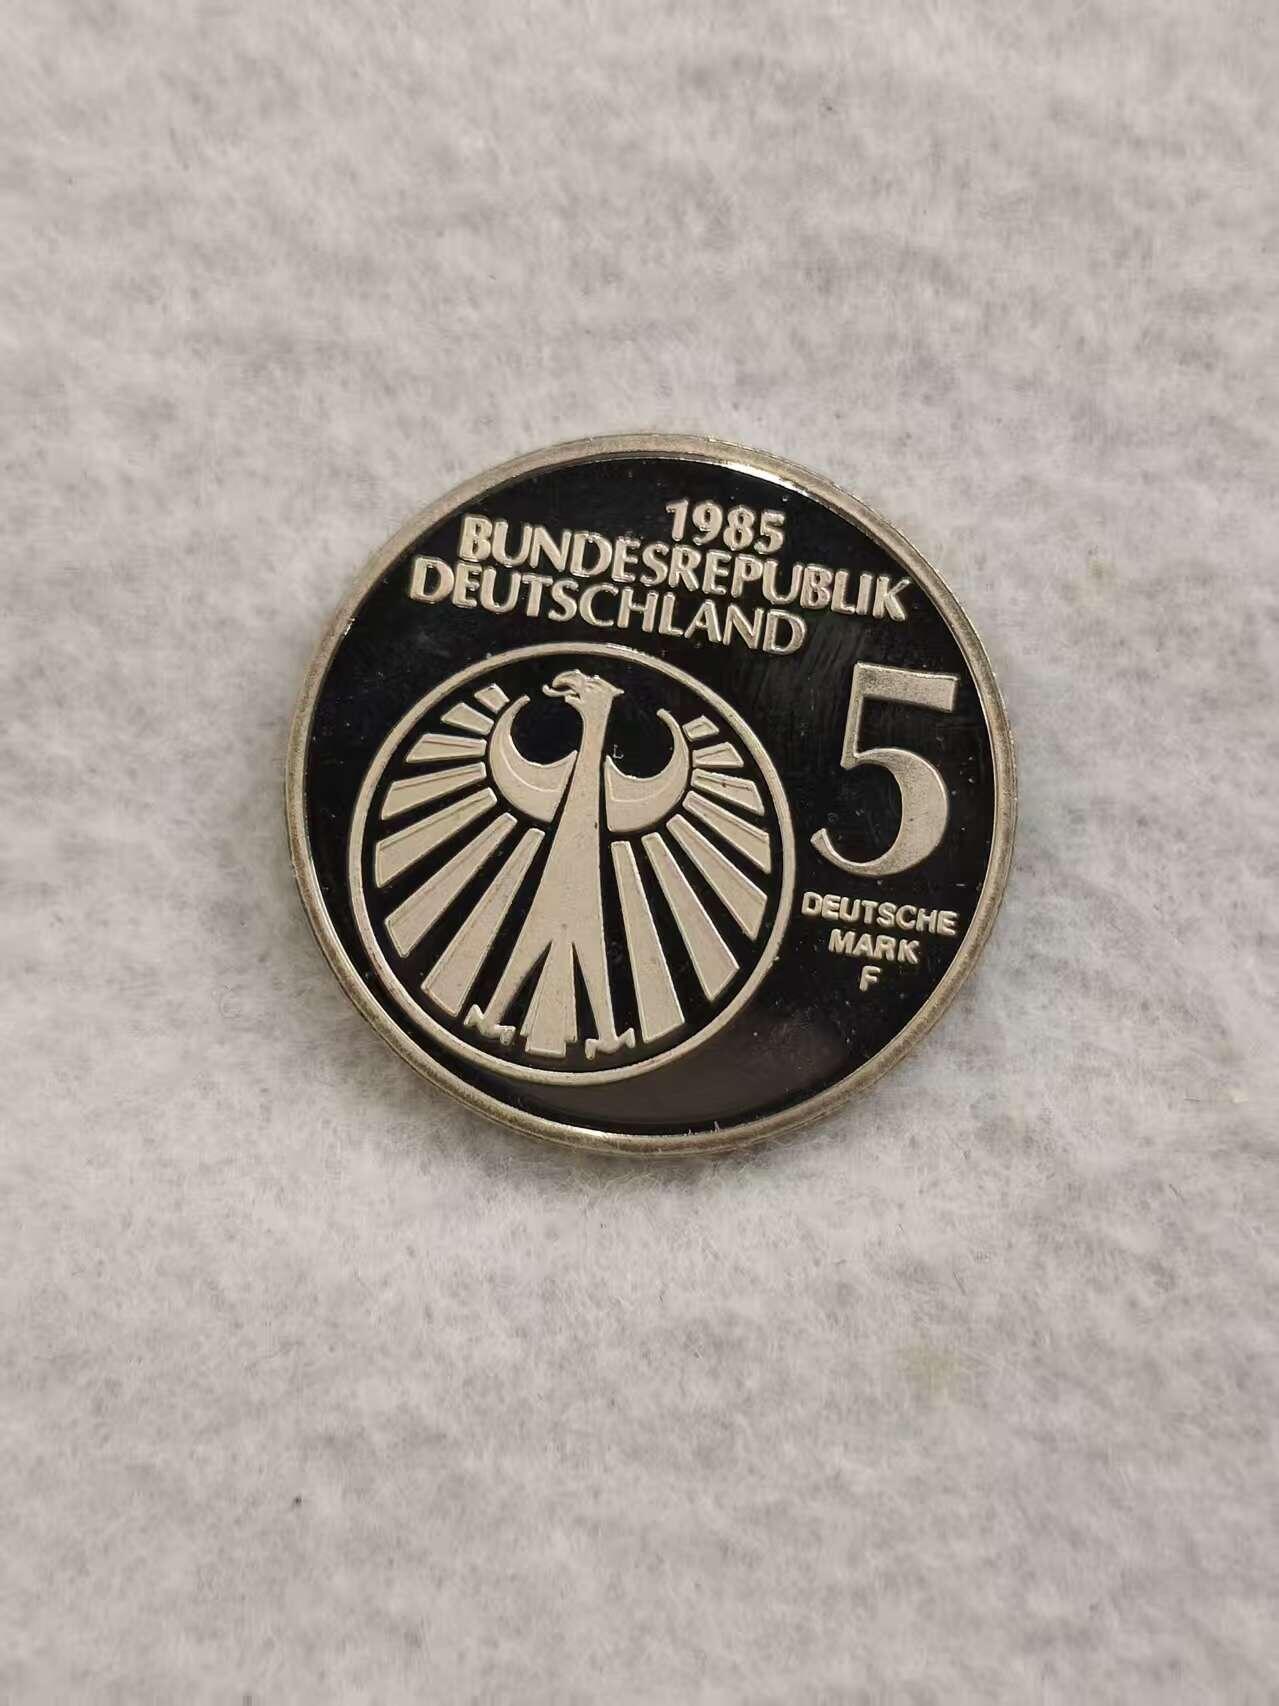 1985
BUNDESREPUBLIK
DEUTSCHLAND
5
DEUTSCHE
MARK
F